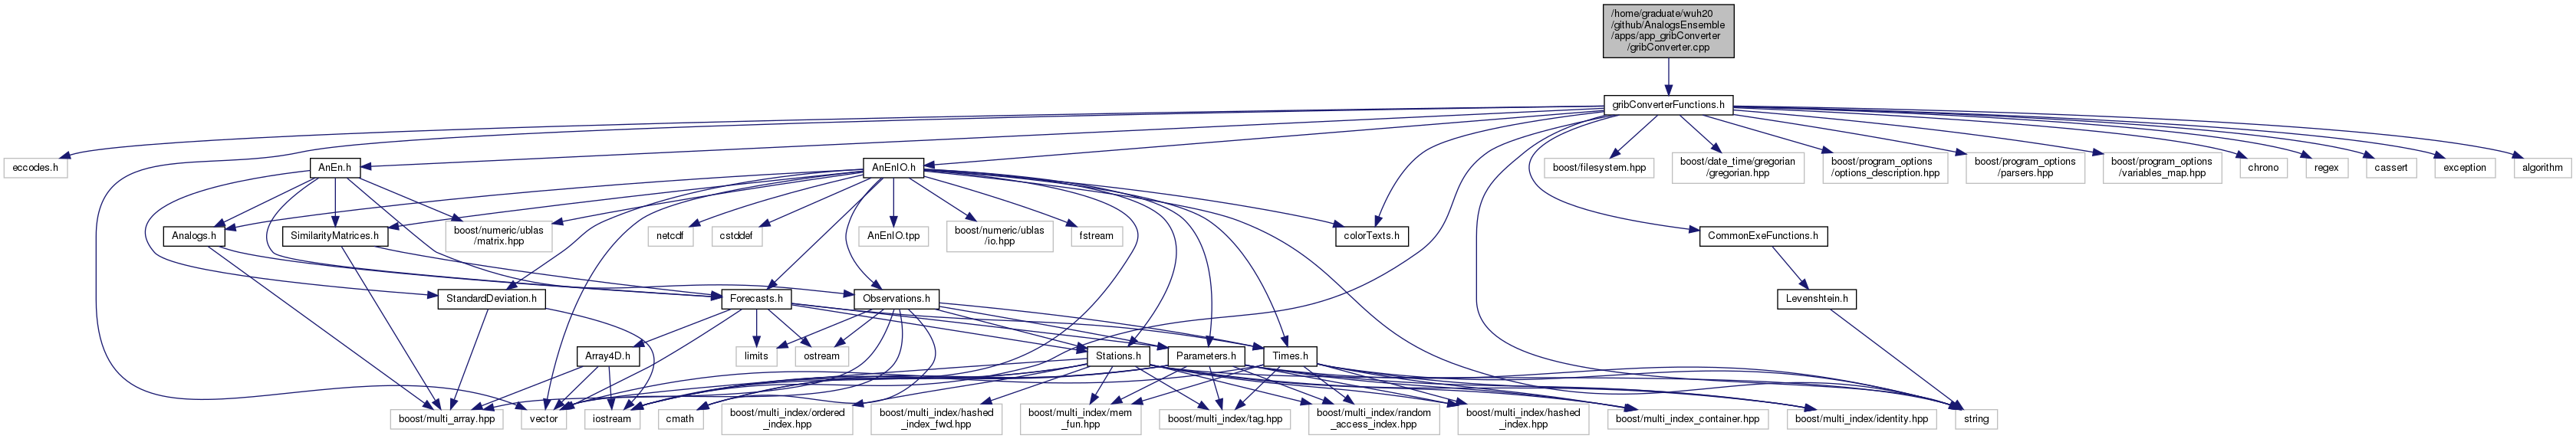 /home/graduate/wuh20
/github/AnalogsEnsemble
/apps/app_gribConverter
/gribConverter.cpp
gribConverterFunctions.h
eccodes.h
AnEn.h
AnEnIO.h
boost/filesystem.hpp
boost/date_time/gregorian
/gregorian.hpp
boost/program_options
/options_description.hpp
boost/program_options
/parsers.hpp
boost/program_options
/variables_map.hpp
chrono
regex
cassert
exception
algorithm
Analogs.h
SimilarityMatrices.h
boost/numeric/ublas
/matrix.hpp
netcdf
cstddef
AnEnIO.tpp
boost/numeric/ublas
/io.hpp
fstream
colorTexts.h
CommonExeFunctions.h
StandardDeviation.h
Forecasts.h
Observations.h
Levenshtein.h
Array4D.h
limits
ostream
Stations.h
Parameters.h
Times.h
boost/multi_array.hpp
vector
iostream
cmath
boost/multi_index/ordered
_index.hpp
boost/multi_index/hashed
_index_fwd.hpp
boost/multi_index/mem
_fun.hpp
boost/multi_index/tag.hpp
boost/multi_index/random
_access_index.hpp
boost/multi_index/hashed
_index.hpp
boost/multi_index_container.hpp
boost/multi_index/identity.hpp
string